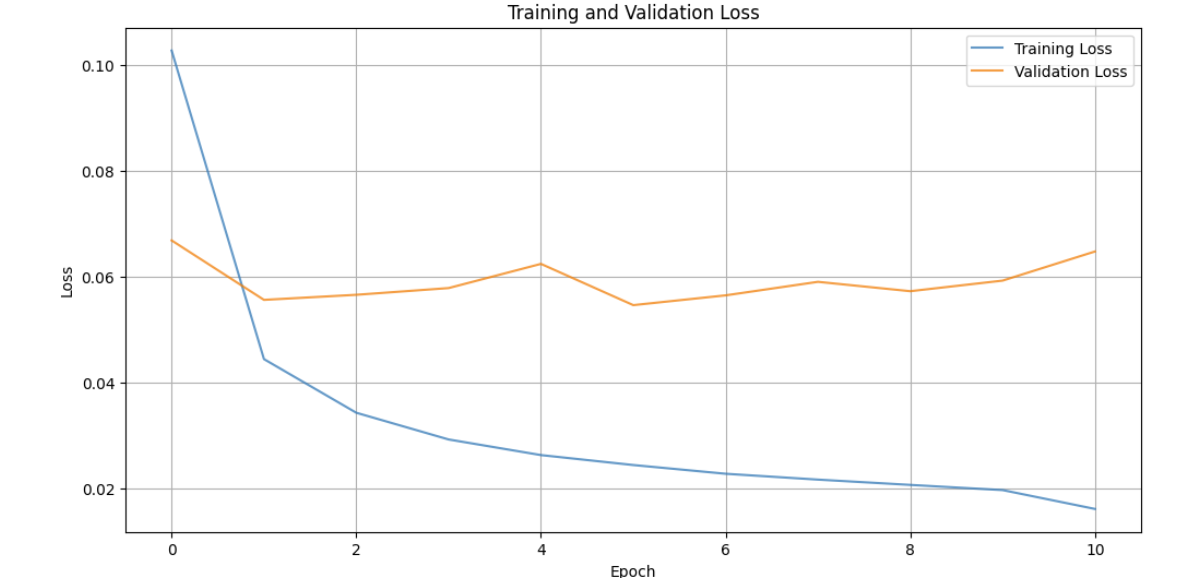 Training and Validation Loss
Training Loss
Validation Loss
0.10
0.08
0.06
0.04
0.02
Loss
0 2 4 6 8 10
Epoch